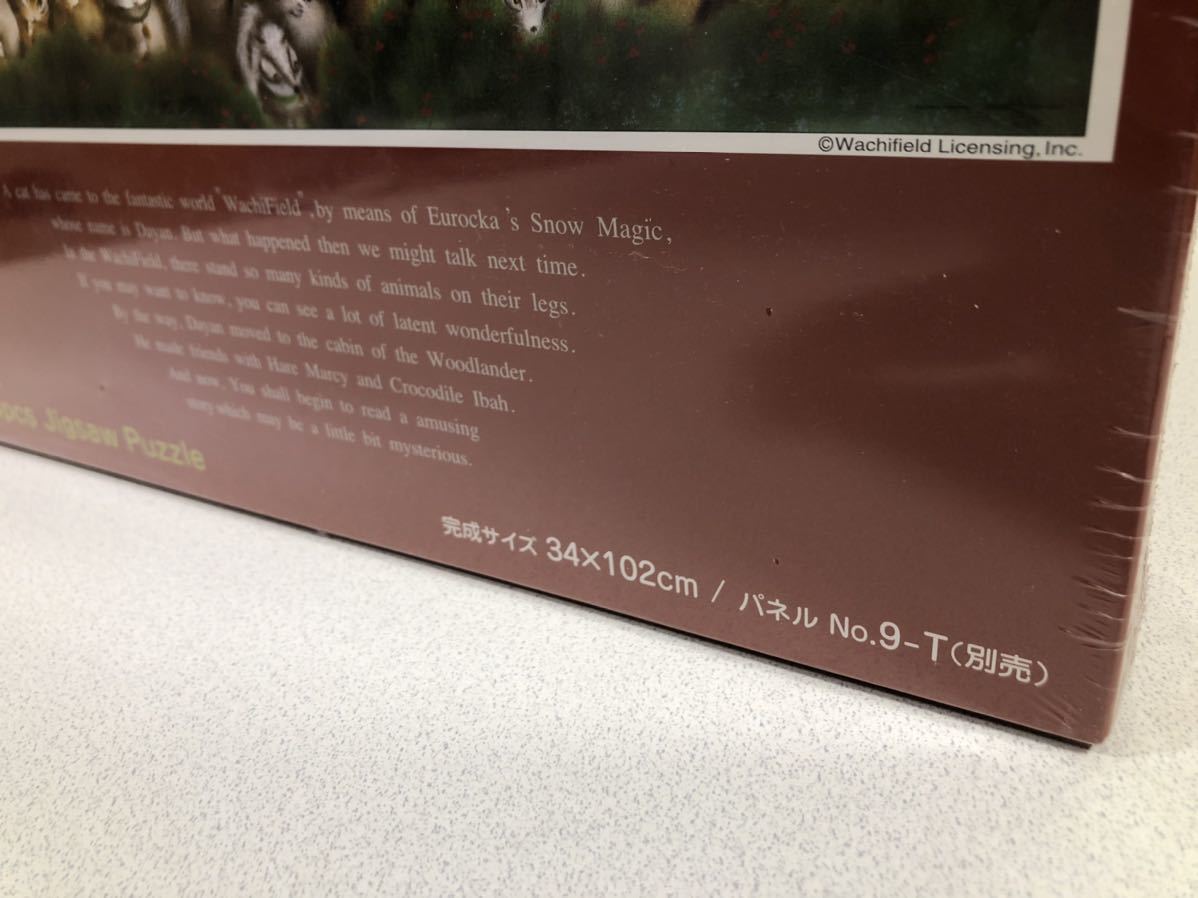 ©Wachifield Licensing, Inc.
A cat has came to the fantastic world "WachiField", by means of Eurocka's Snow Magic,
whose name is Dayan. But what happened then we might talk next time.
In the WachiField, there stand so many kinds of animals on their legs.
If you may want to know, you can see a lot of latent wonderfulness.
By the way, Dayan moved to the cabin of the Woodlander.
He made friends with Hare Marcy and Crocodile Ibah.
And now, You shall begin to read a amusing
story which may be a little bit mysterious.
pcs Jigsaw Puzzle
完成サイズ 34×102cm / パネル No.9-T(別売)